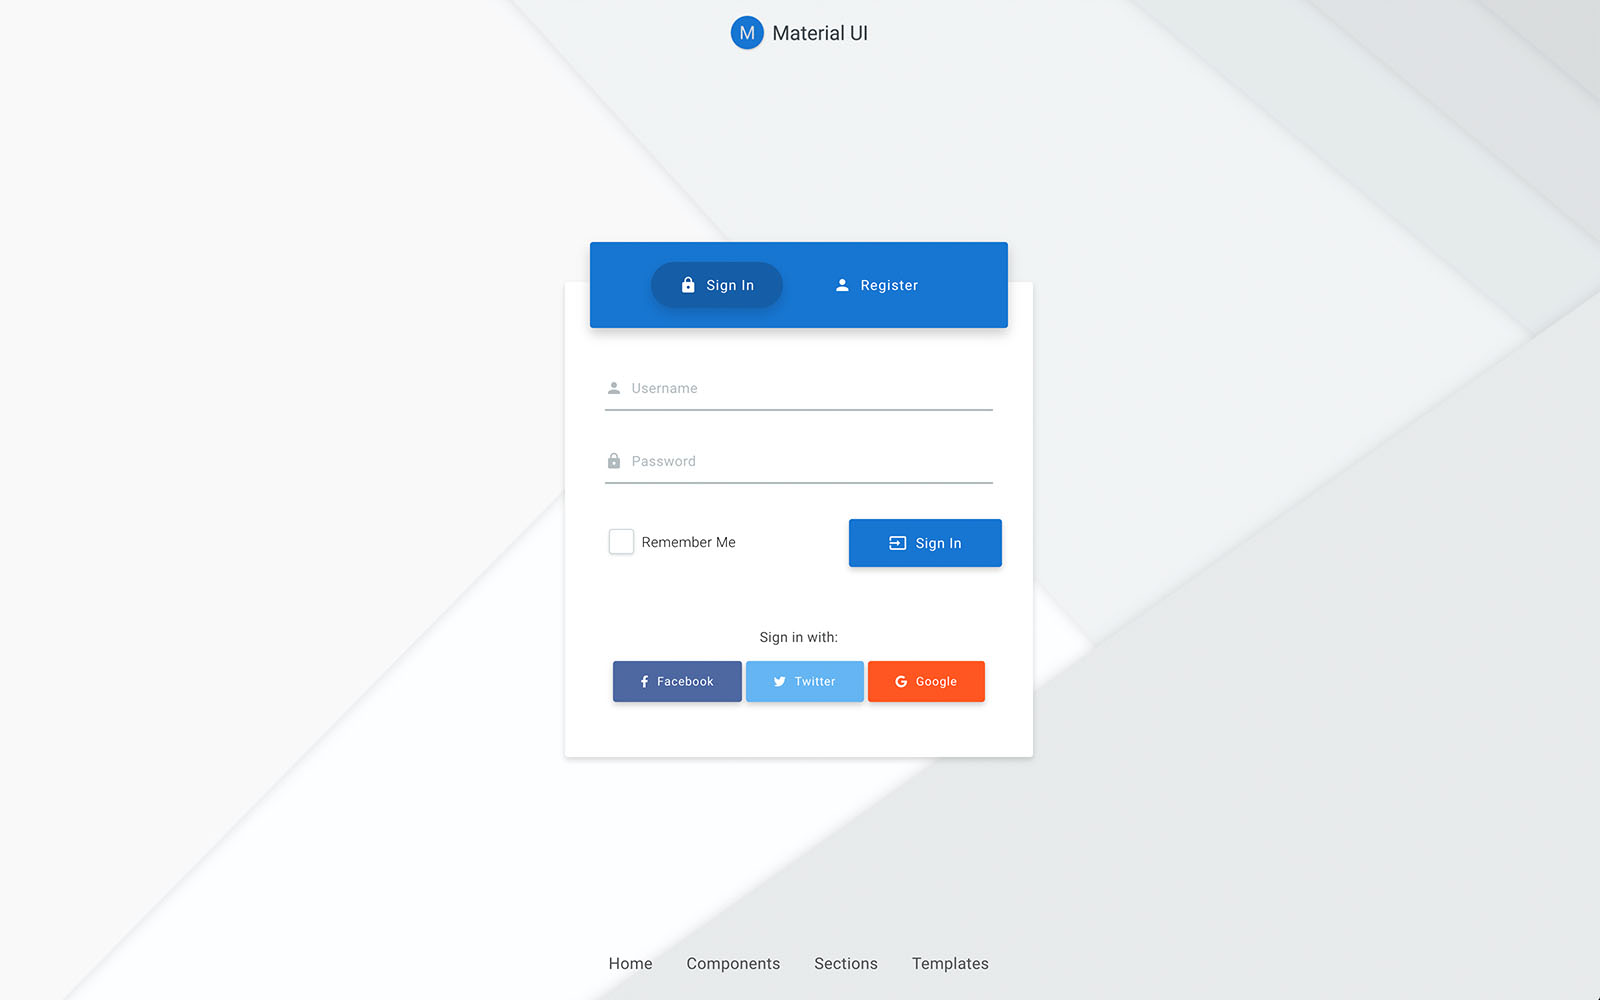 M Material UI
Sign In Register
Username
Password
Remember Me Sign In
Sign in with:
Facebook Twitter Google
Home Components Sections Templates